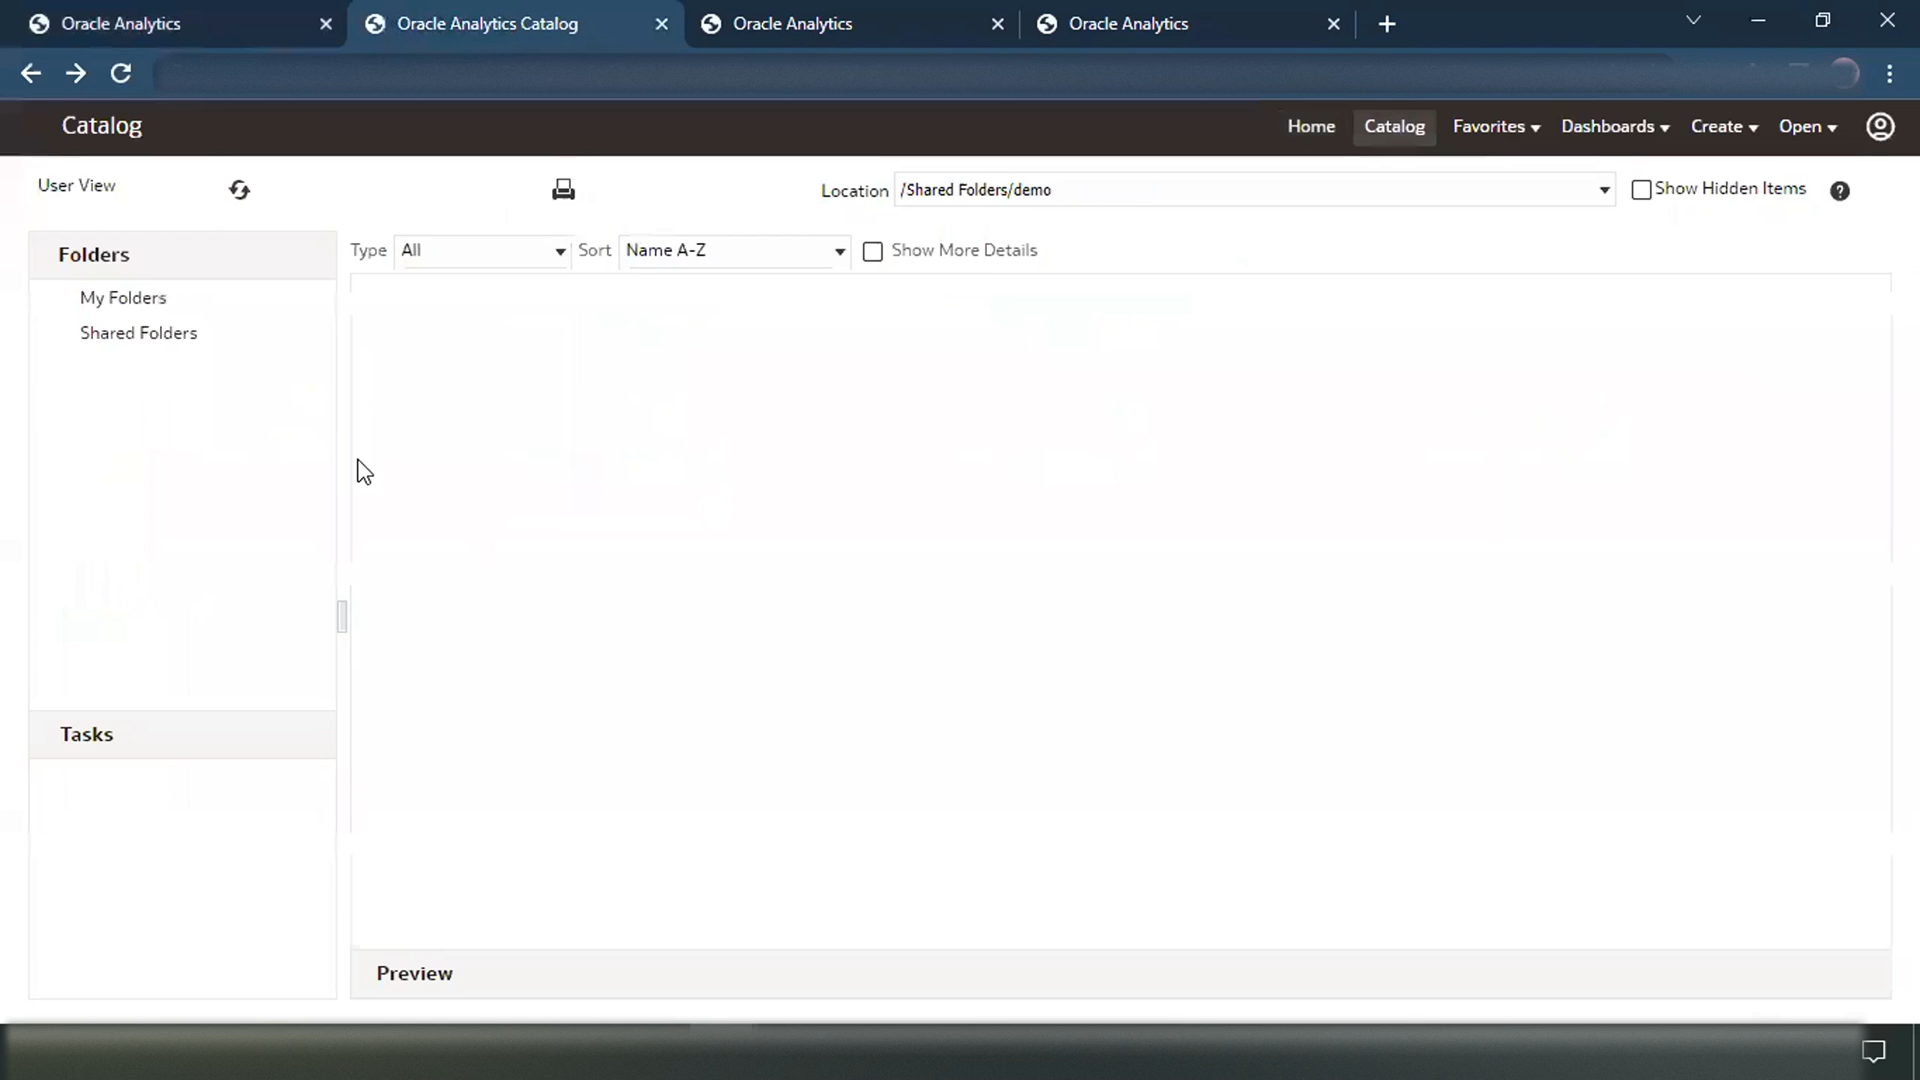 Oracle Analytics
Oracle Analytics Catalog
Oracle Analytics
Oracle Analytics
Catalog
Home
Catalog
Favorites
Dashboards
Create
Open
User View
Location
/Shared Folders/demo
Show Hidden Items
Folders
Type
All
Sort
Name A-Z
Show More Details
My Folders
Shared Folders
Tasks
Preview